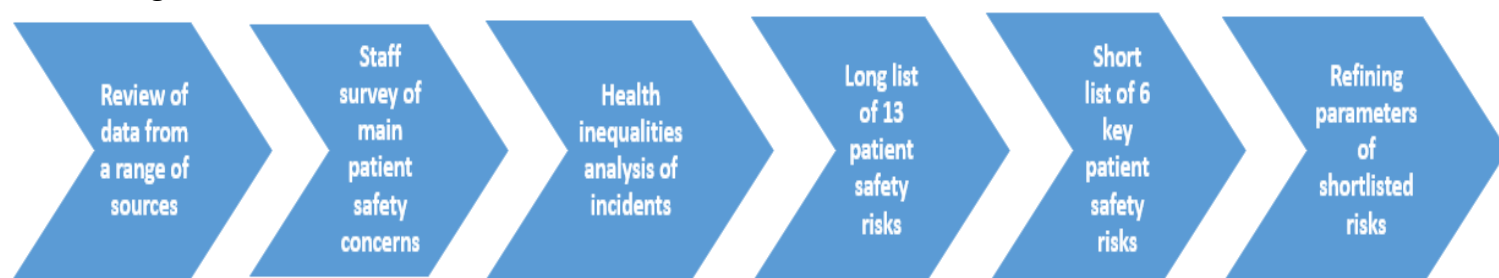 Review of
data from
a range of
sources
Staff
survey of
main
patient
safety
concerns
Health
inequalities
analysis of
incidents
Long list
of 13
patient
safety
risks
Short
list of 6
key
patient
safety
risks
Refining
parameters
of
shortlisted
risks